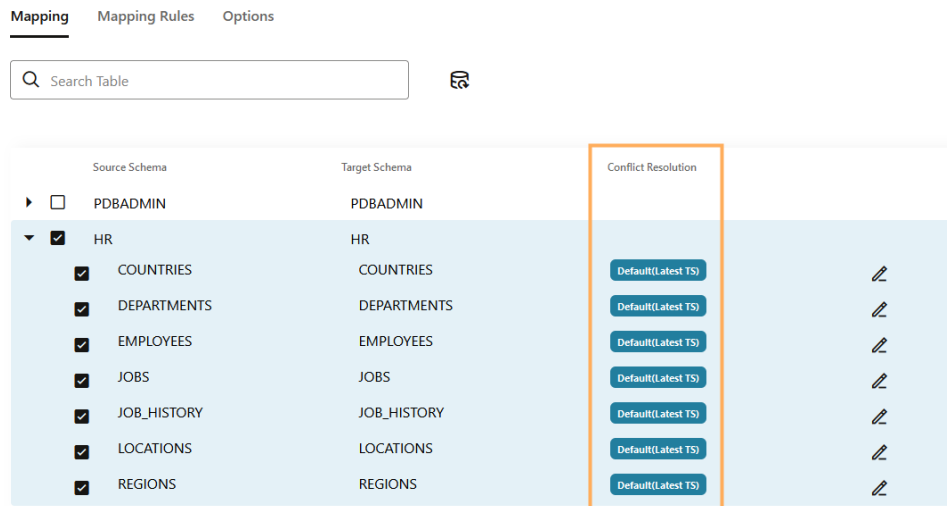 Mapping Mapping Rules Options
Search Table
Source Schema Target Schema Conflict Resolution
PDBADMIN PDBADMIN
HR HR
COUNTRIES COUNTRIES Default(Latest TS)
DEPARTMENTS DEPARTMENTS Default(Latest TS)
EMPLOYEES EMPLOYEES Default(Latest TS)
JOBS JOBS Default(Latest TS)
JOB_HISTORY JOB_HISTORY Default(Latest TS)
LOCATIONS LOCATIONS Default(Latest TS)
REGIONS REGIONS Default(Latest TS)